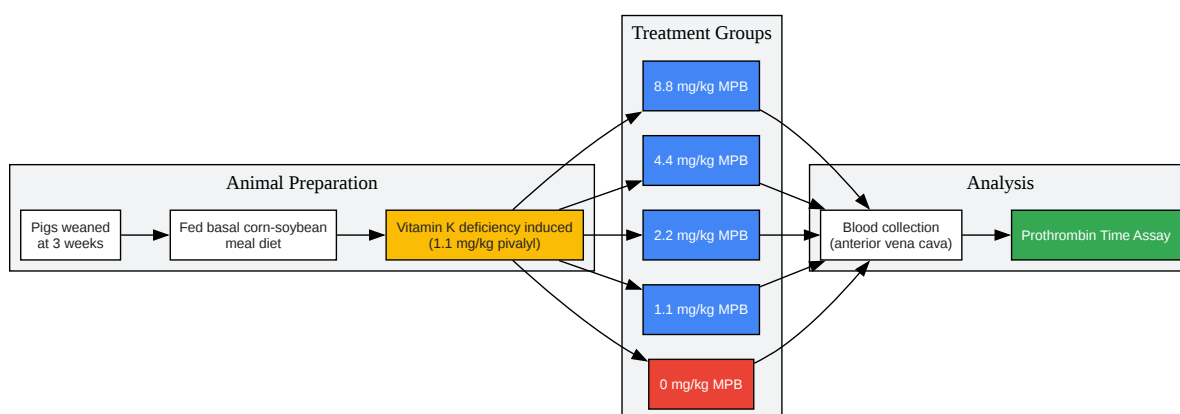 Animal Preparation
Pigs weaned
at 3 weeks
Fed basal corn-soybean
meal diet
Vitamin K deficiency induced
(1.1 mg/kg pivalyl)
Treatment Groups
8.8 mg/kg MPB
4.4 mg/kg MPB
2.2 mg/kg MPB
1.1 mg/kg MPB
0 mg/kg MPB
Analysis
Blood collection
(anterior vena cava)
Prothrombin Time Assay